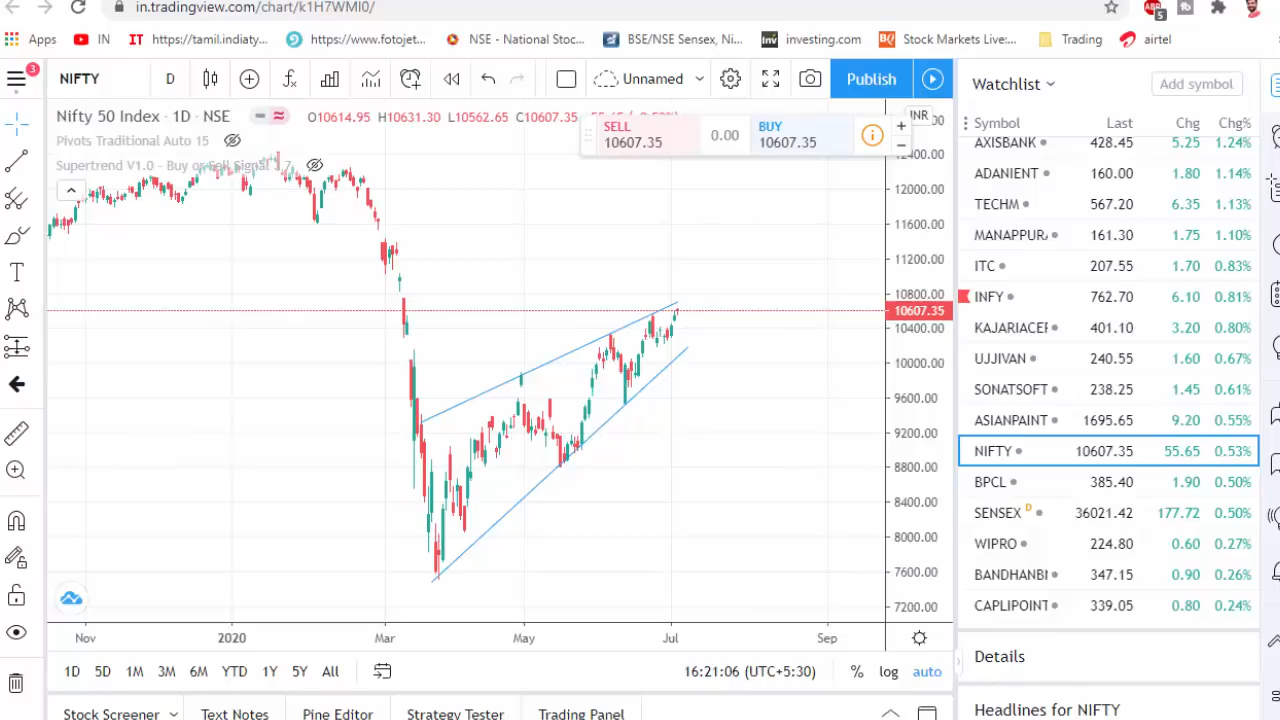 in.tradingview.com/chart/k1H7WMI0/
ABP 5
Apps IN IT https://tamil.indiaty... https://www.fotojet... NSE - National Stoc... BSE/NSE Sensex, Ni... Inv investing.com BQ Stock Markets Live:... Trading airtel
3 NIFTY D Unnamed Publish Watchlist Add symbol
Nifty 50 Index · 1D · NSE O10614.95 H10631.30 L10562.65 C10607.35
SELL 10607.35 0.00 BUY 10607.35
Pivots Traditional Auto 15
Supertrend V1.0 - Buy or Sell Signal 3 7
12400.00
12000.00
11600.00
11200.00
10800.00
10607.35
10400.00
10000.00
9600.00
9200.00
8800.00
8400.00
8000.00
7600.00
7200.00
Nov 2020 Mar May Jul Sep
1D 5D 1M 3M 6M YTD 1Y 5Y All 16:21:06 (UTC+5:30) % log auto
Stock Screener Text Notes Pine Editor Strategy Tester Trading Panel
Symbol Last Chg Chg%
AXISBANK 428.45 5.25 1.24%
ADANIENT 160.00 1.80 1.14%
TECHM 567.20 6.35 1.13%
MANAPPUR 161.30 1.75 1.10%
ITC 207.55 1.70 0.83%
INFY 762.70 6.10 0.81%
KAJARIACEF 401.10 3.20 0.80%
UJJIVAN 240.55 1.60 0.67%
SONATSOFT 238.25 1.45 0.61%
ASIANPAINT 1695.65 9.20 0.55%
NIFTY 10607.35 55.65 0.53%
BPCL 385.40 1.90 0.50%
SENSEX D 36021.42 177.72 0.50%
WIPRO 224.80 0.60 0.27%
BANDHANBI 347.15 0.90 0.26%
CAPLIPOINT 339.05 0.80 0.24%
Details
Headlines for NIFTY